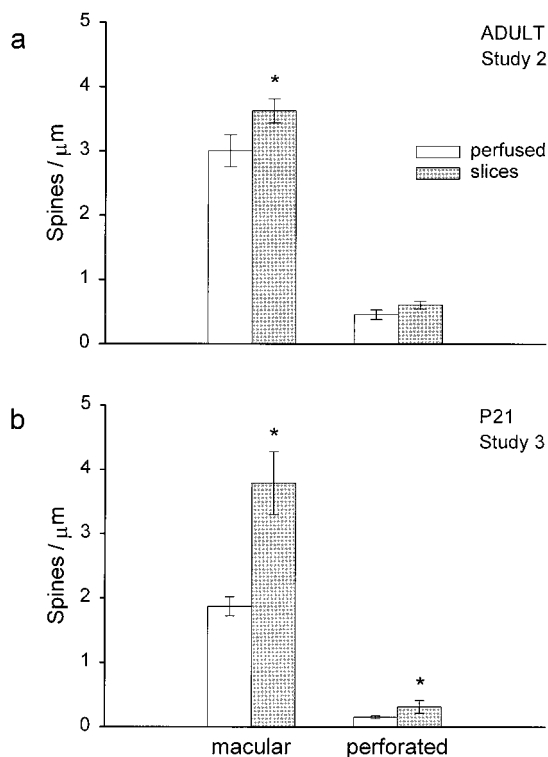 a
ADULT
Study 2
5
*
4
perfused
slices
3
Spines / μm
2
1
0
b
P21
Study 3
5
*
4
3
Spines / μm
2
1
*
0
macular perforated